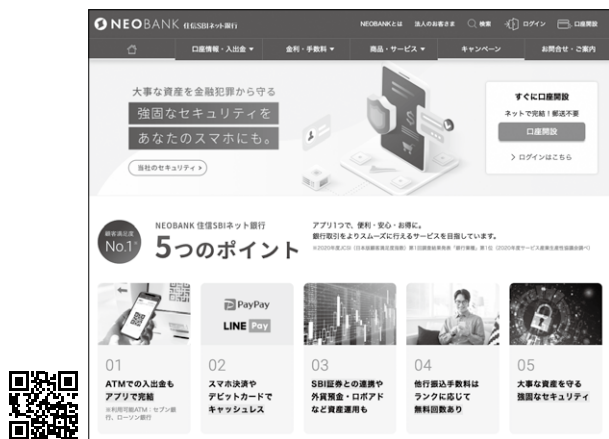 NEOBANK 住信SBIネット銀行
NEOBANKとは 法人のお客さま 検索 ログイン 口座開設
口座情報・入出金 ▼ 金利・手数料 ▼ 商品・サービス ▼ キャンペーン お問合せ・ご案内
大事な資産を金融犯罪から守る
強固なセキュリティを
あなたのスマホにも。
当社のセキュリティ
すぐに口座開設
ネットで完結!郵送不要
口座開設
ログインはこちら
顧客満足度
No.1
NEOBANK 住信SBIネット銀行
5つのポイント
アプリ1つで、便利・安心・お得に。
銀行取引をよりスムーズに行えるサービスを目指しています。
PayPay
LINE Pay
01
ATMでの入出金も
アプリで完結
※利用可能ATM:セブン銀
行、ローソン銀行
02
スマホ決済や
デビットカードで
キャッシュレス
03
SBI証券との連携や
外貨預金・ロボアド
など資産運用も
04
他行振込手数料は
ランクに応じて
無料回数あり
05
大事な資産を守る
強固なセキュリティ